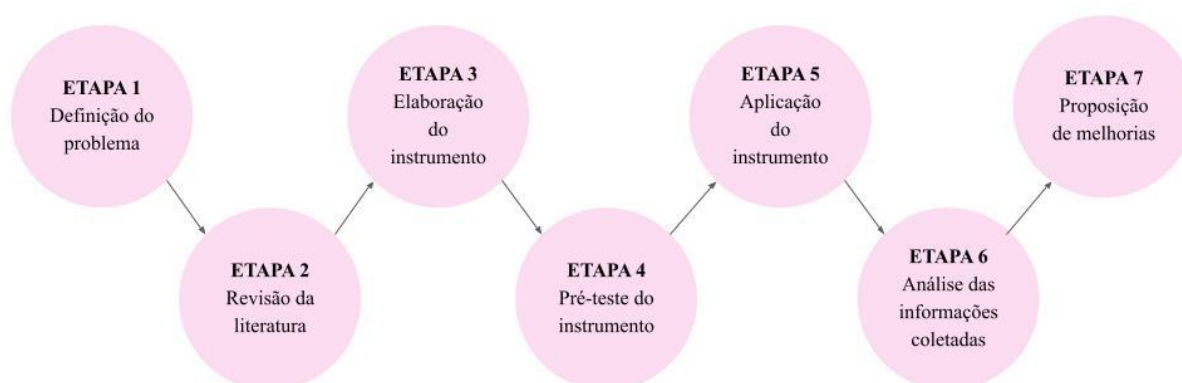 ETAPA 1
Definição do
problema
ETAPA 2
Revisão da
literatura
ETAPA 3
Elaboração
do
instrumento
ETAPA 4
Pré-teste do
instrumento
ETAPA 5
Aplicação
do
instrumento
ETAPA 6
Análise das
informações
coletadas
ETAPA 7
Proposição
de melhorias